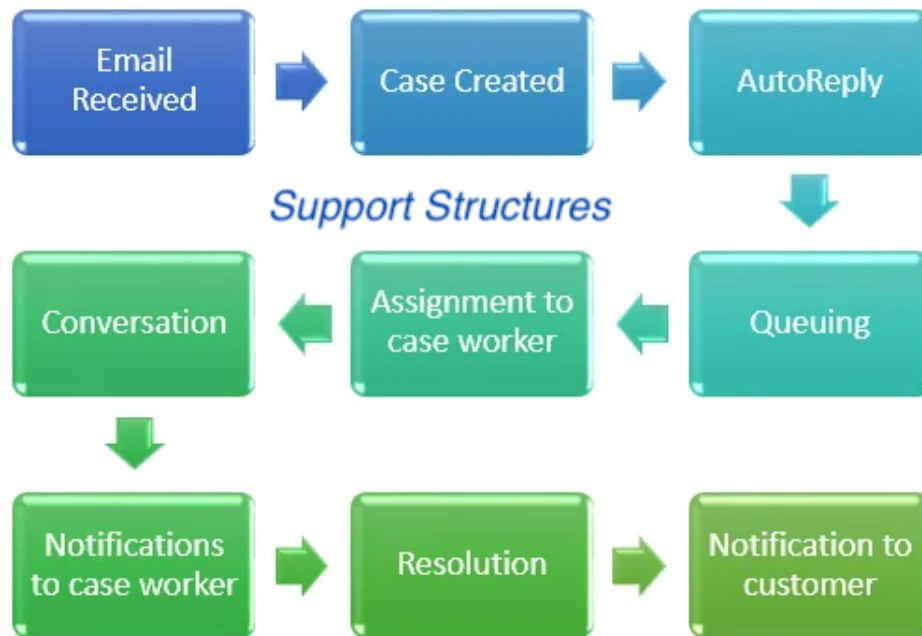 Email
Received
Case Created
AutoReply
Support Structures
Conversation
Assignment to
case worker
Queuing
Notifications
to case worker
Resolution
Notification to
customer